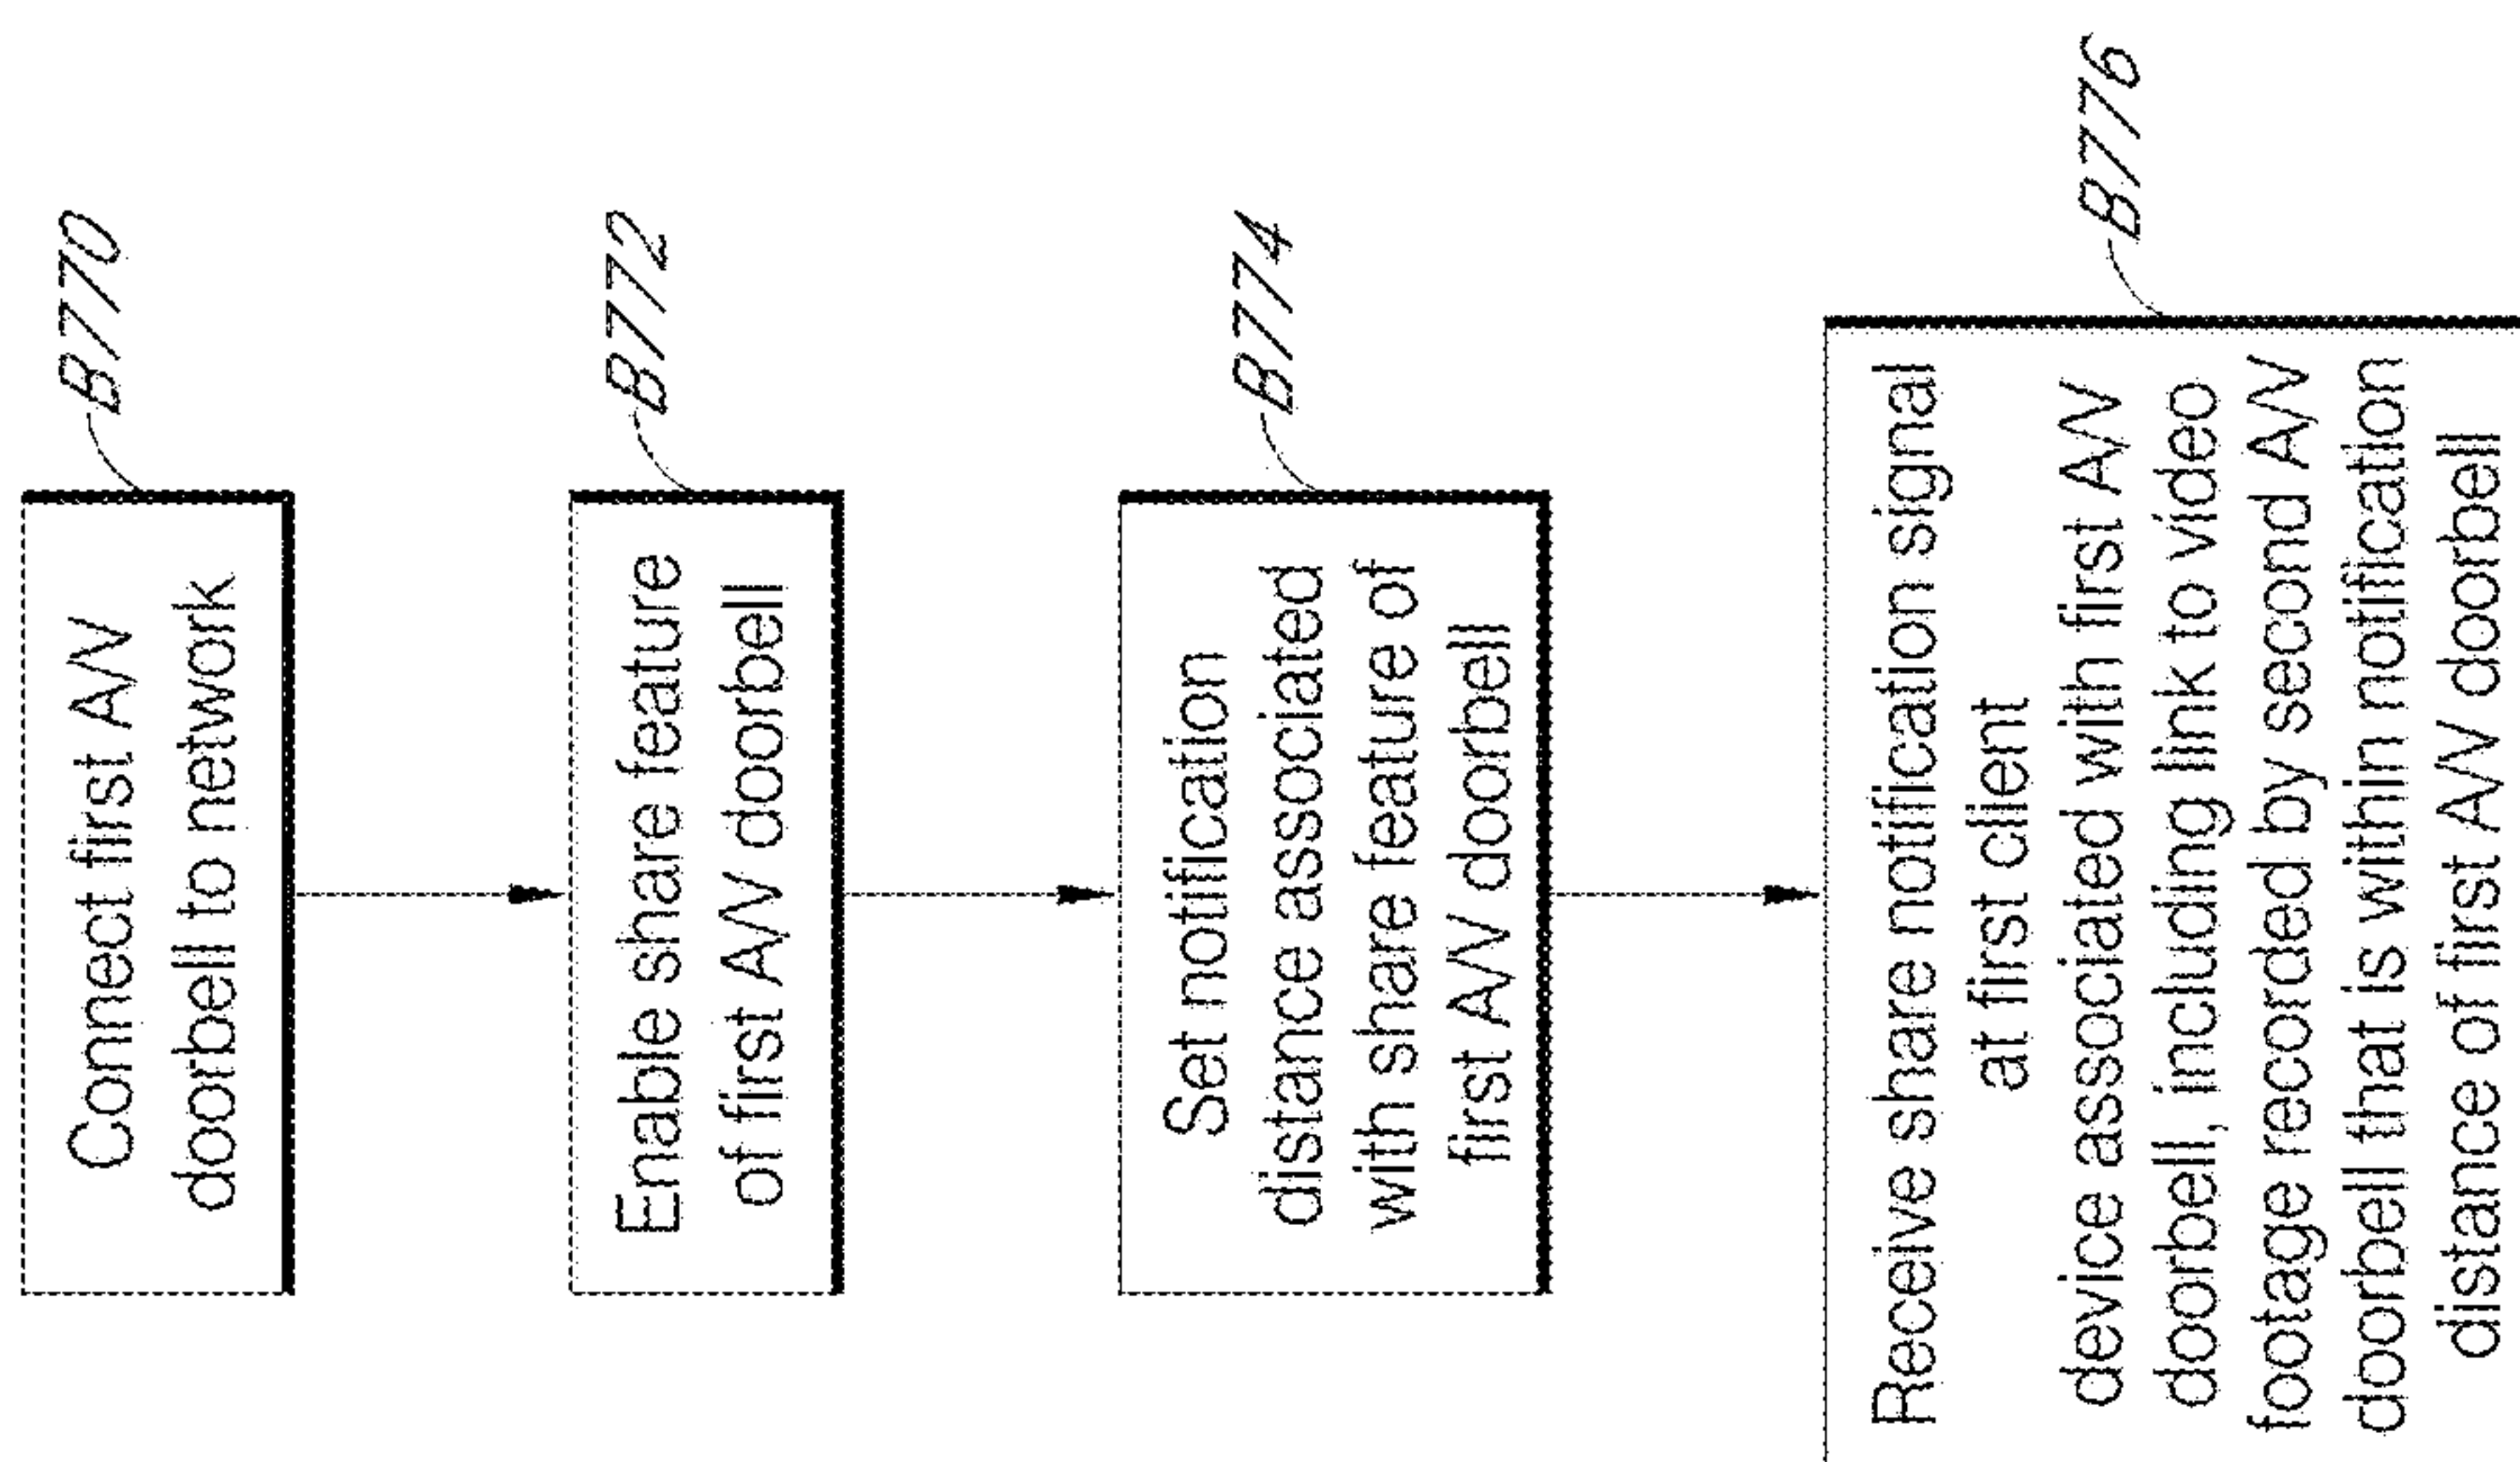 B770
Connect first A/V
doorbell to network
B772
Enable share feature
of first A/V doorbell
B774
Set notification
distance associated
with share feature of
first A/V doorbell
B776
Receive share notification signal
at first client
device associated with first A/V
doorbell, including link to video
footage recorded by second A/V
doorbell that is within notification
distance of first A/V doorbell